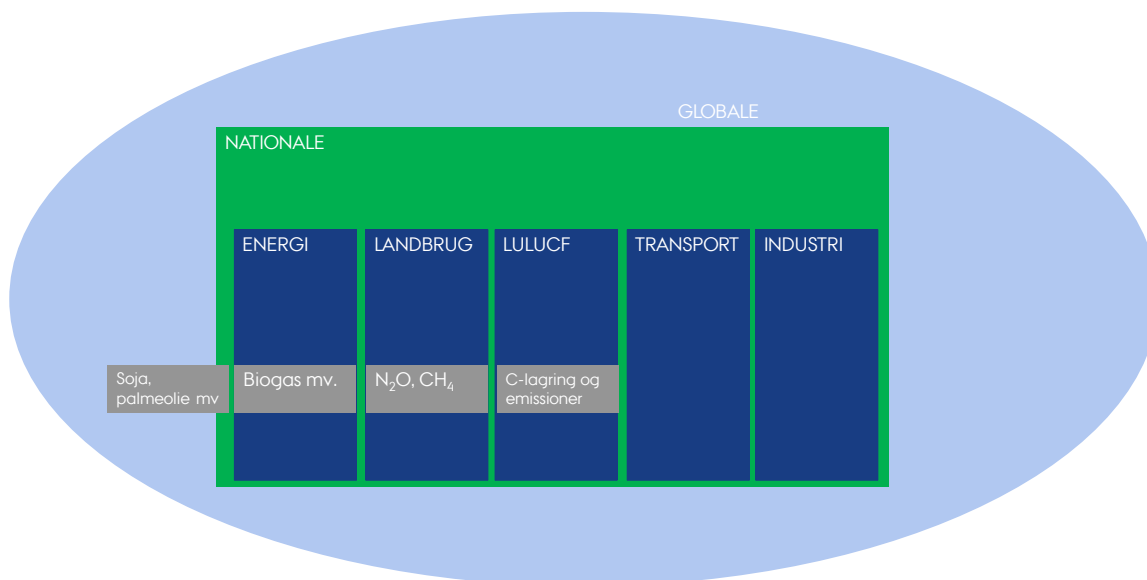 GLOBALE
NATIONALE
ENERGI
LANDBRUG
LULUCF
TRANSPORT
INDUSTRI
Soja,
palmeolie mv
Biogas mv.
N₂O, CH₄
C-lagring og
emissioner